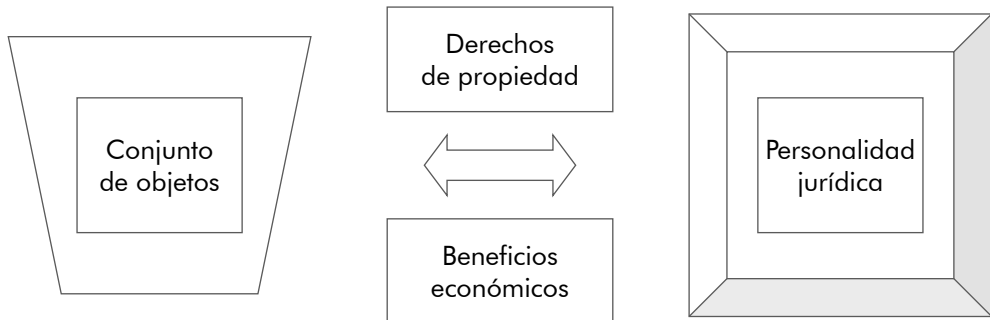 Conjunto
de objetos
Derechos
de propiedad
Beneficios
económicos
Personalidad
jurídica